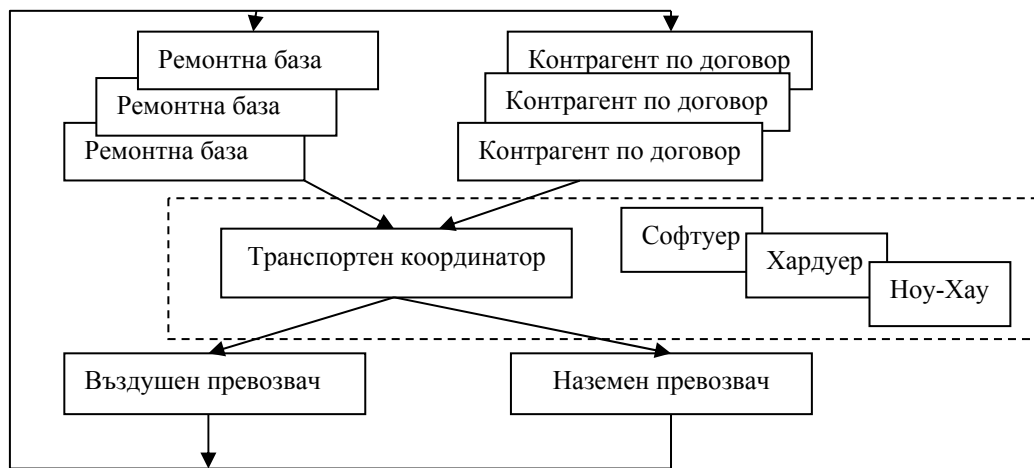 Ремонтна база
Контрагент по договор
Ремонтна база
Контрагент по договор
Ремонтна база
Контрагент по договор
Софтуер
Транспортен координатор
Хардуер
Ноу-Хау
Въздушен превозвач
Наземен превозвач